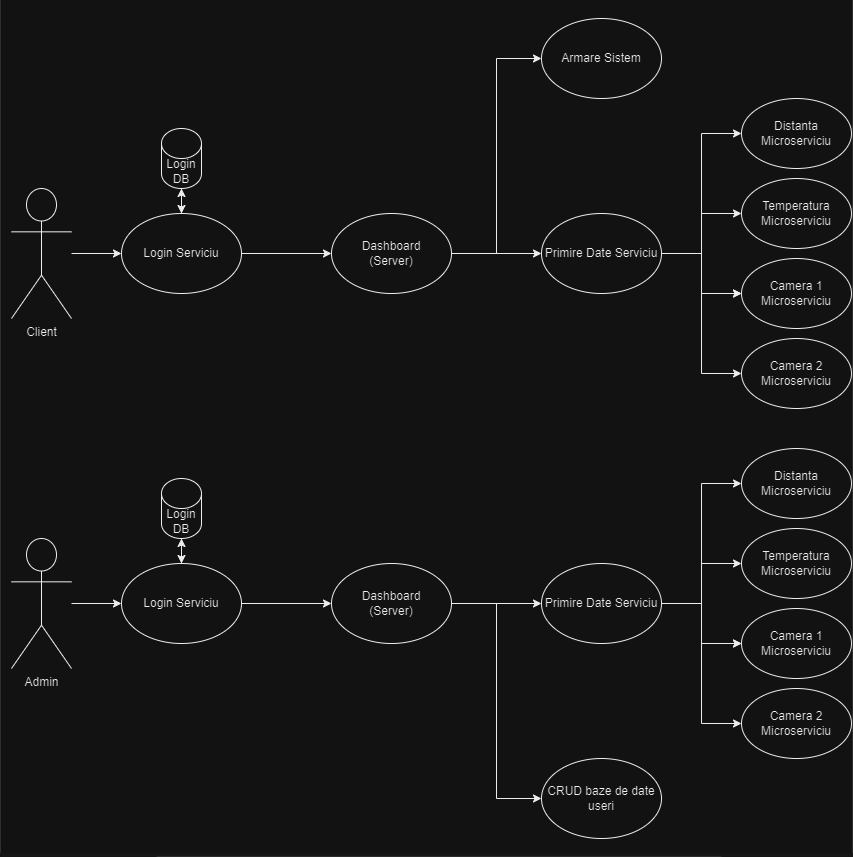 Armare Sistem
Distanta
Microserviciu
Login
DB
Temperatura
Microserviciu
Login Serviciu
Dashboard
(Server)
Primire Date Serviciu
Camera 1
Microserviciu
Client
Camera 2
Microserviciu
Distanta
Microserviciu
Login
DB
Temperatura
Microserviciu
Login Serviciu
Dashboard
(Server)
Primire Date Serviciu
Camera 1
Microserviciu
Admin
Camera 2
Microserviciu
CRUD baze de date
useri